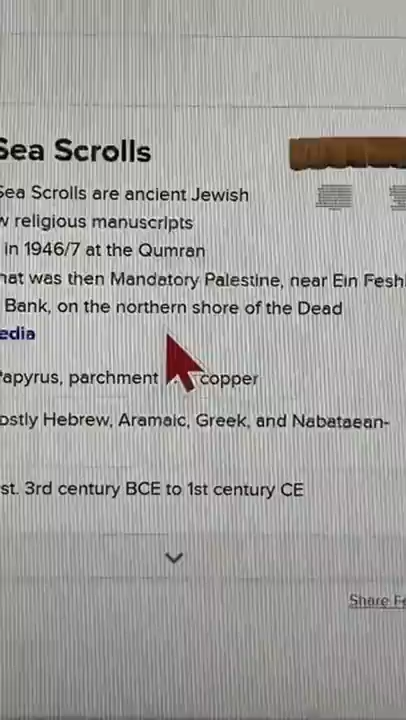 Sea Scrolls
Sea Scrolls are ancient Jewish
w religious manuscripts
in 1946/7 at the Qumran
hat was then Mandatory Palestine, near Ein Fesh
Bank, on the northern shore of the Dead
edia
Papyrus, parchment copper
ostly Hebrew, Aramaic, Greek, and Nabataean-
st. 3rd century BCE to 1st century CE
Share Fe